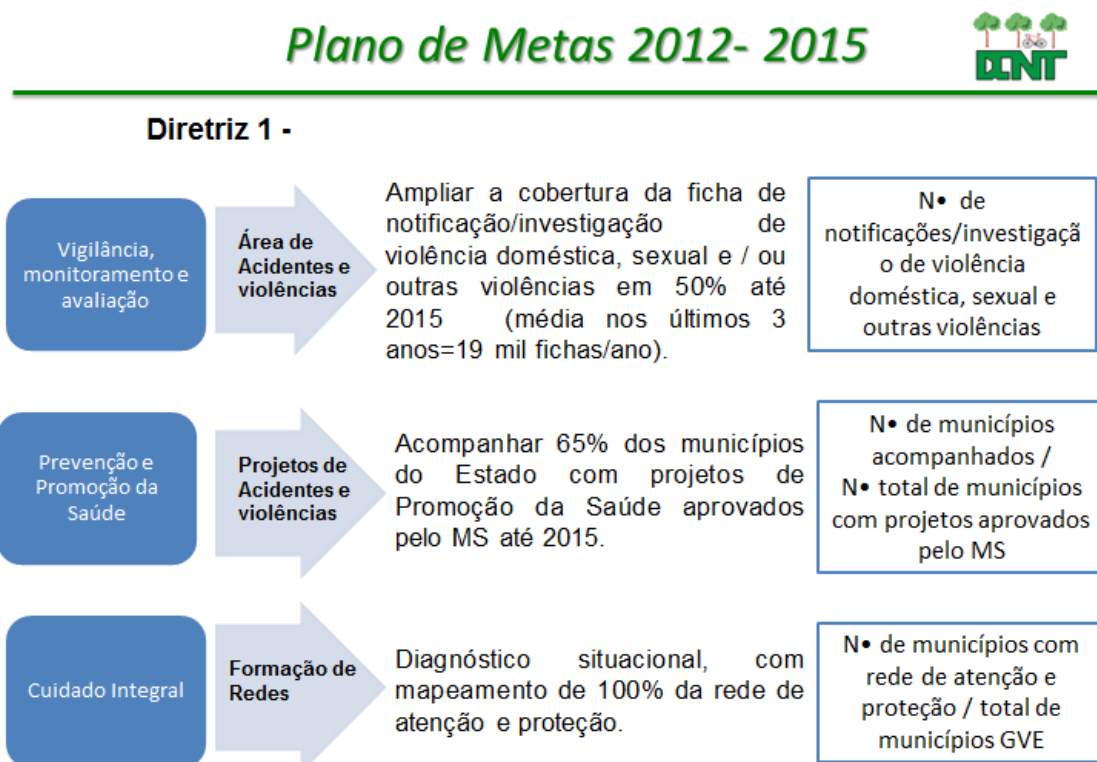 Plano de Metas 2012- 2015
DCNT
Diretriz 1 -
Vigilância,
monitoramento e
avaliação
Área de
Acidentes e
violências
Ampliar a cobertura da ficha de
notificação/investigação de
violência doméstica, sexual e / ou
outras violências em 50% até
2015 (média nos últimos 3
anos=19 mil fichas/ano).
N• de
notificações/investigaçã
o de violência
doméstica, sexual e
outras violências
Prevenção e
Promoção da
Saúde
Projetos de
Acidentes e
violências
Acompanhar 65% dos municípios
do Estado com projetos de
Promoção da Saúde aprovados
pelo MS até 2015.
N• de municípios
acompanhados /
N• total de municípios
com projetos aprovados
pelo MS
Cuidado Integral
Formação de
Redes
Diagnóstico situacional, com
mapeamento de 100% da rede de
atenção e proteção.
N• de municípios com
rede de atenção e
proteção / total de
municípios GVE